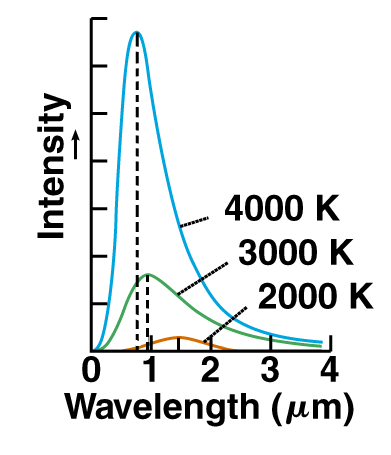 Intensity →
4000 K
3000 K
2000 K
0 1 2 3 4
Wavelength (μm)